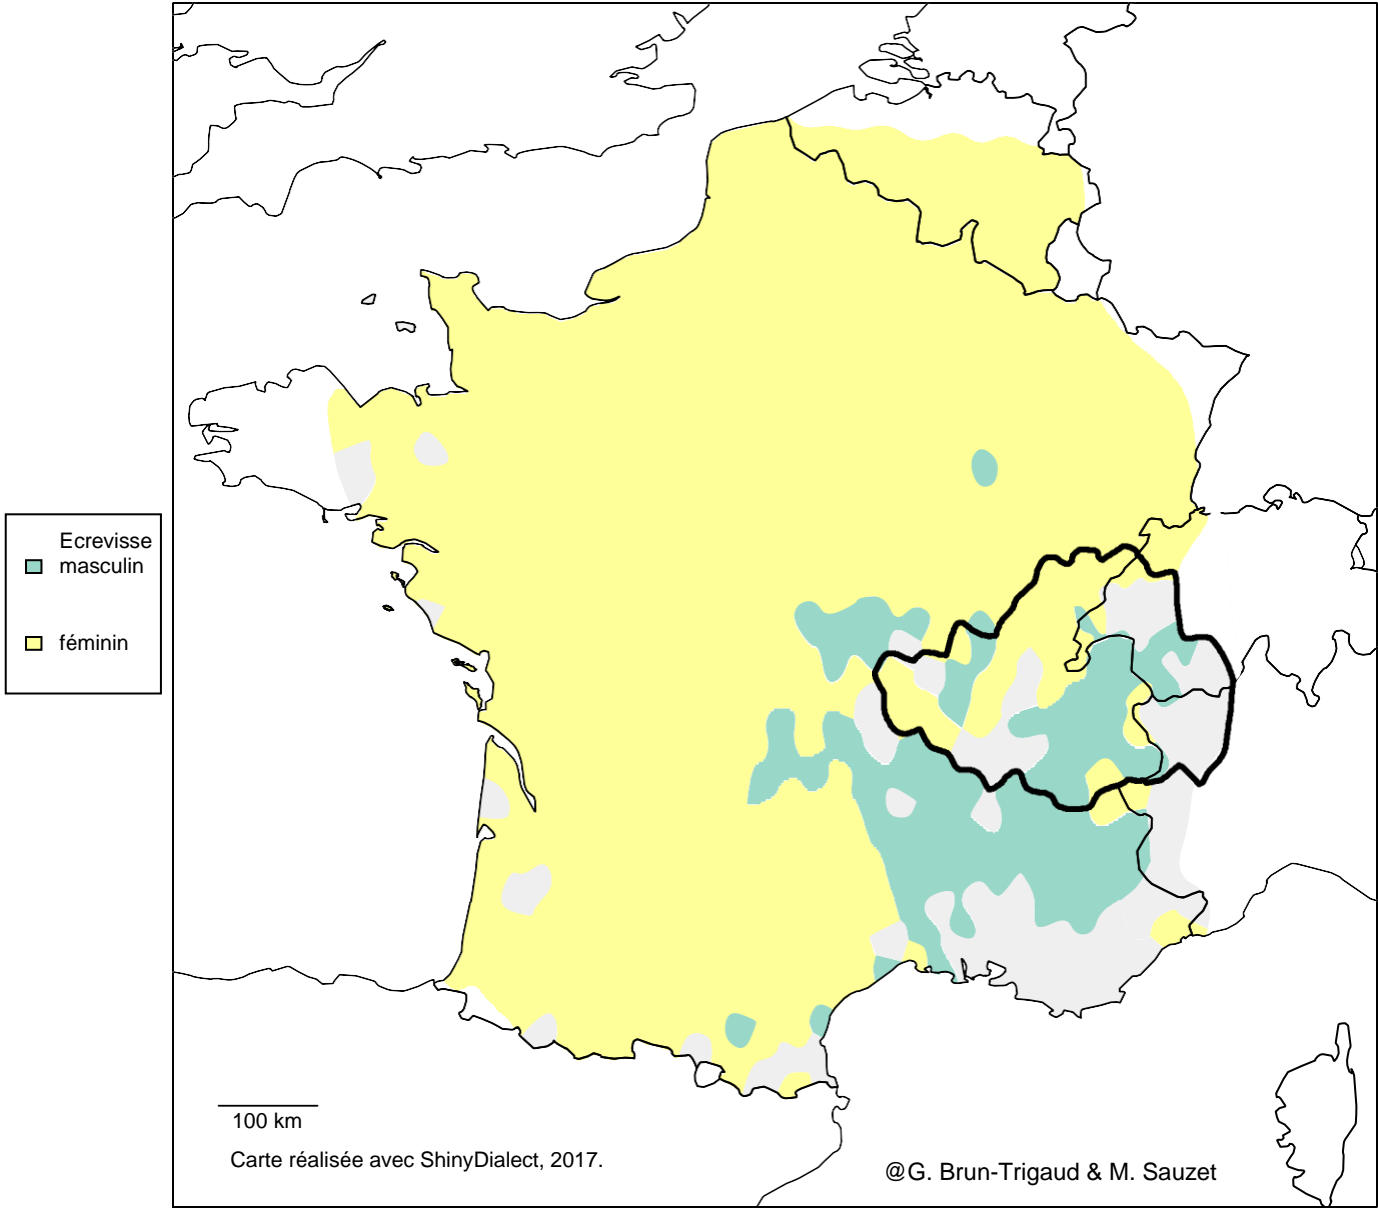 Ecrevisse
masculin
féminin
100 km
Carte réalisée avec ShinyDialect, 2017.
@G. Brun-Trigaud & M. Sauzet